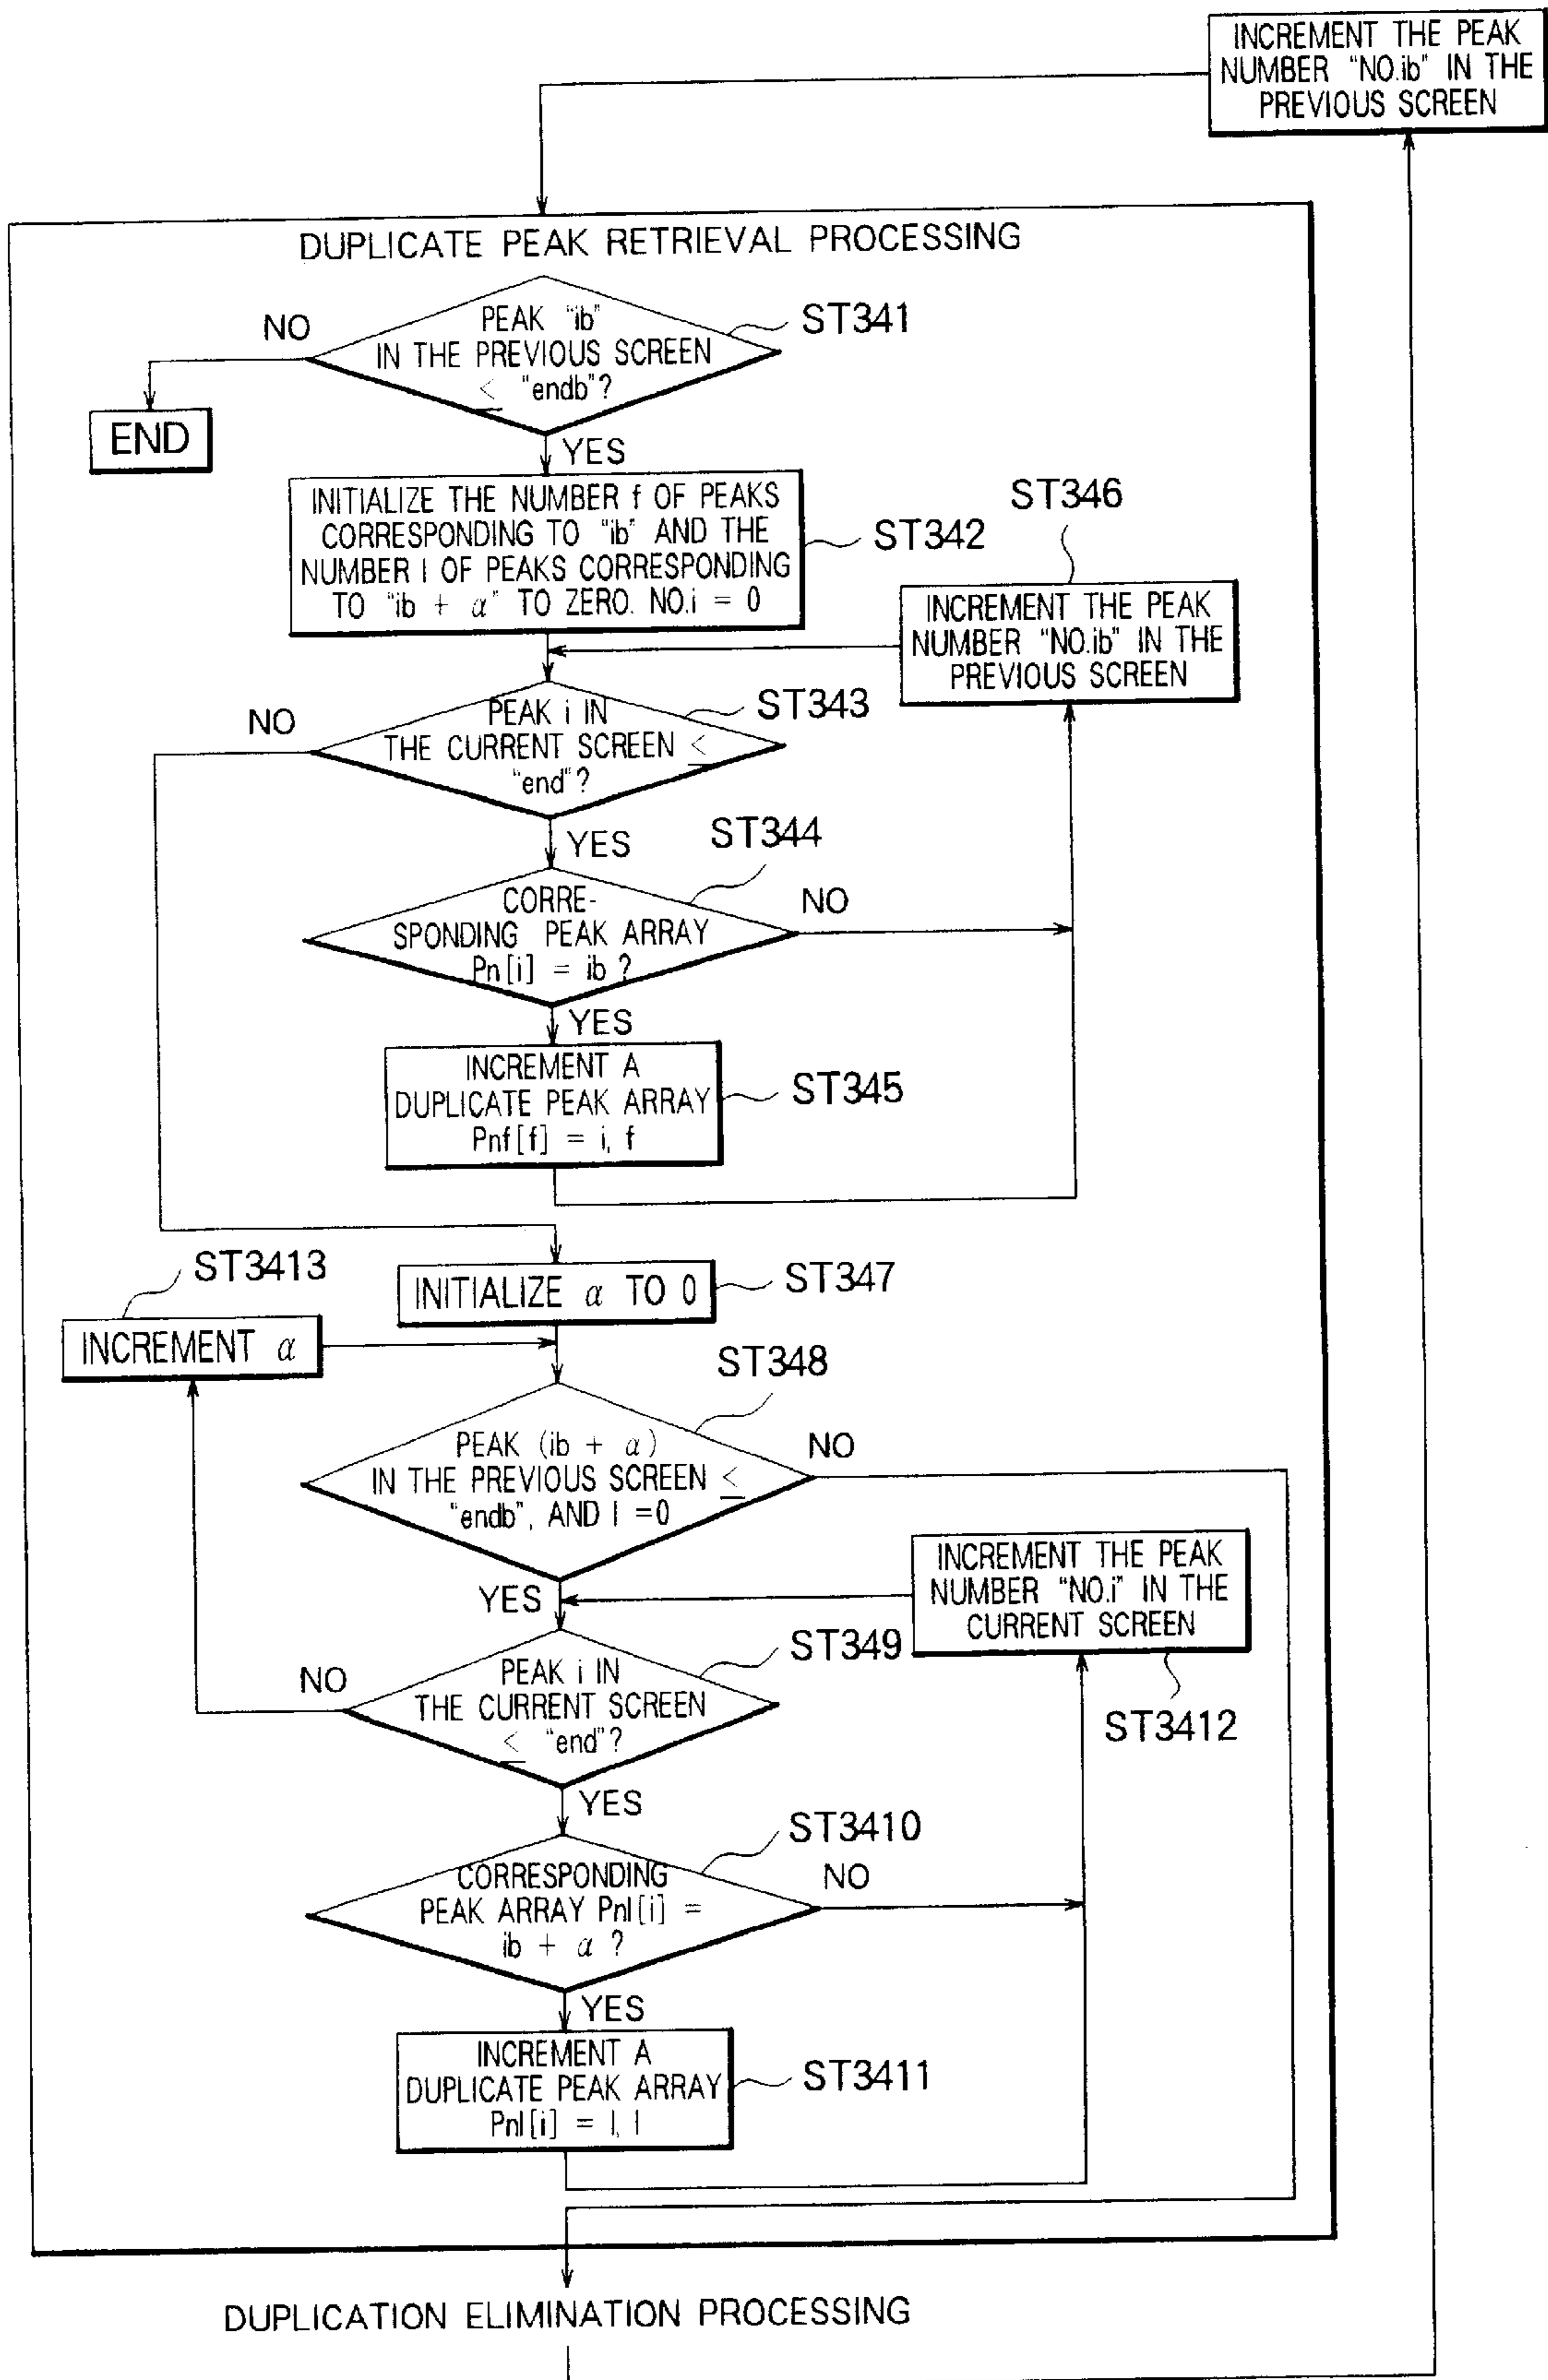 INCREMENT THE PEAK
NUMBER "NO.ib" IN THE
PREVIOUS SCREEN
DUPLICATE PEAK RETRIEVAL PROCESSING
PEAK "ib"
IN THE PREVIOUS SCREEN
≤ "endb"?
ST341
NO
END
YES
INITIALIZE THE NUMBER f OF PEAKS
CORRESPONDING TO "ib" AND THE
NUMBER l OF PEAKS CORRESPONDING
TO "ib + α" TO ZERO. NO.i = 0
ST342
ST346
INCREMENT THE PEAK
NUMBER "NO.ib" IN THE
PREVIOUS SCREEN
PEAK i IN
THE CURRENT SCREEN ≤
"end"?
ST343
NO
YES
ST344
CORRE-
SPONDING PEAK ARRAY
Pn[i] = ib ?
NO
YES
INCREMENT A
DUPLICATE PEAK ARRAY
Pnf[f] = i, f
ST345
ST3413
INITIALIZE α TO 0
ST347
INCREMENT α
ST348
PEAK (ib + α)
IN THE PREVIOUS SCREEN ≤
"endb", AND l =0
NO
YES
INCREMENT THE PEAK
NUMBER "NO.i" IN THE
CURRENT SCREEN
ST3412
ST349
PEAK i IN
THE CURRENT SCREEN
≤ "end"?
NO
YES
ST3410
CORRESPONDING
PEAK ARRAY Pnl[i] =
ib + α ?
NO
YES
INCREMENT A
DUPLICATE PEAK ARRAY
Pnl[i] = l, l
ST3411
DUPLICATION ELIMINATION PROCESSING